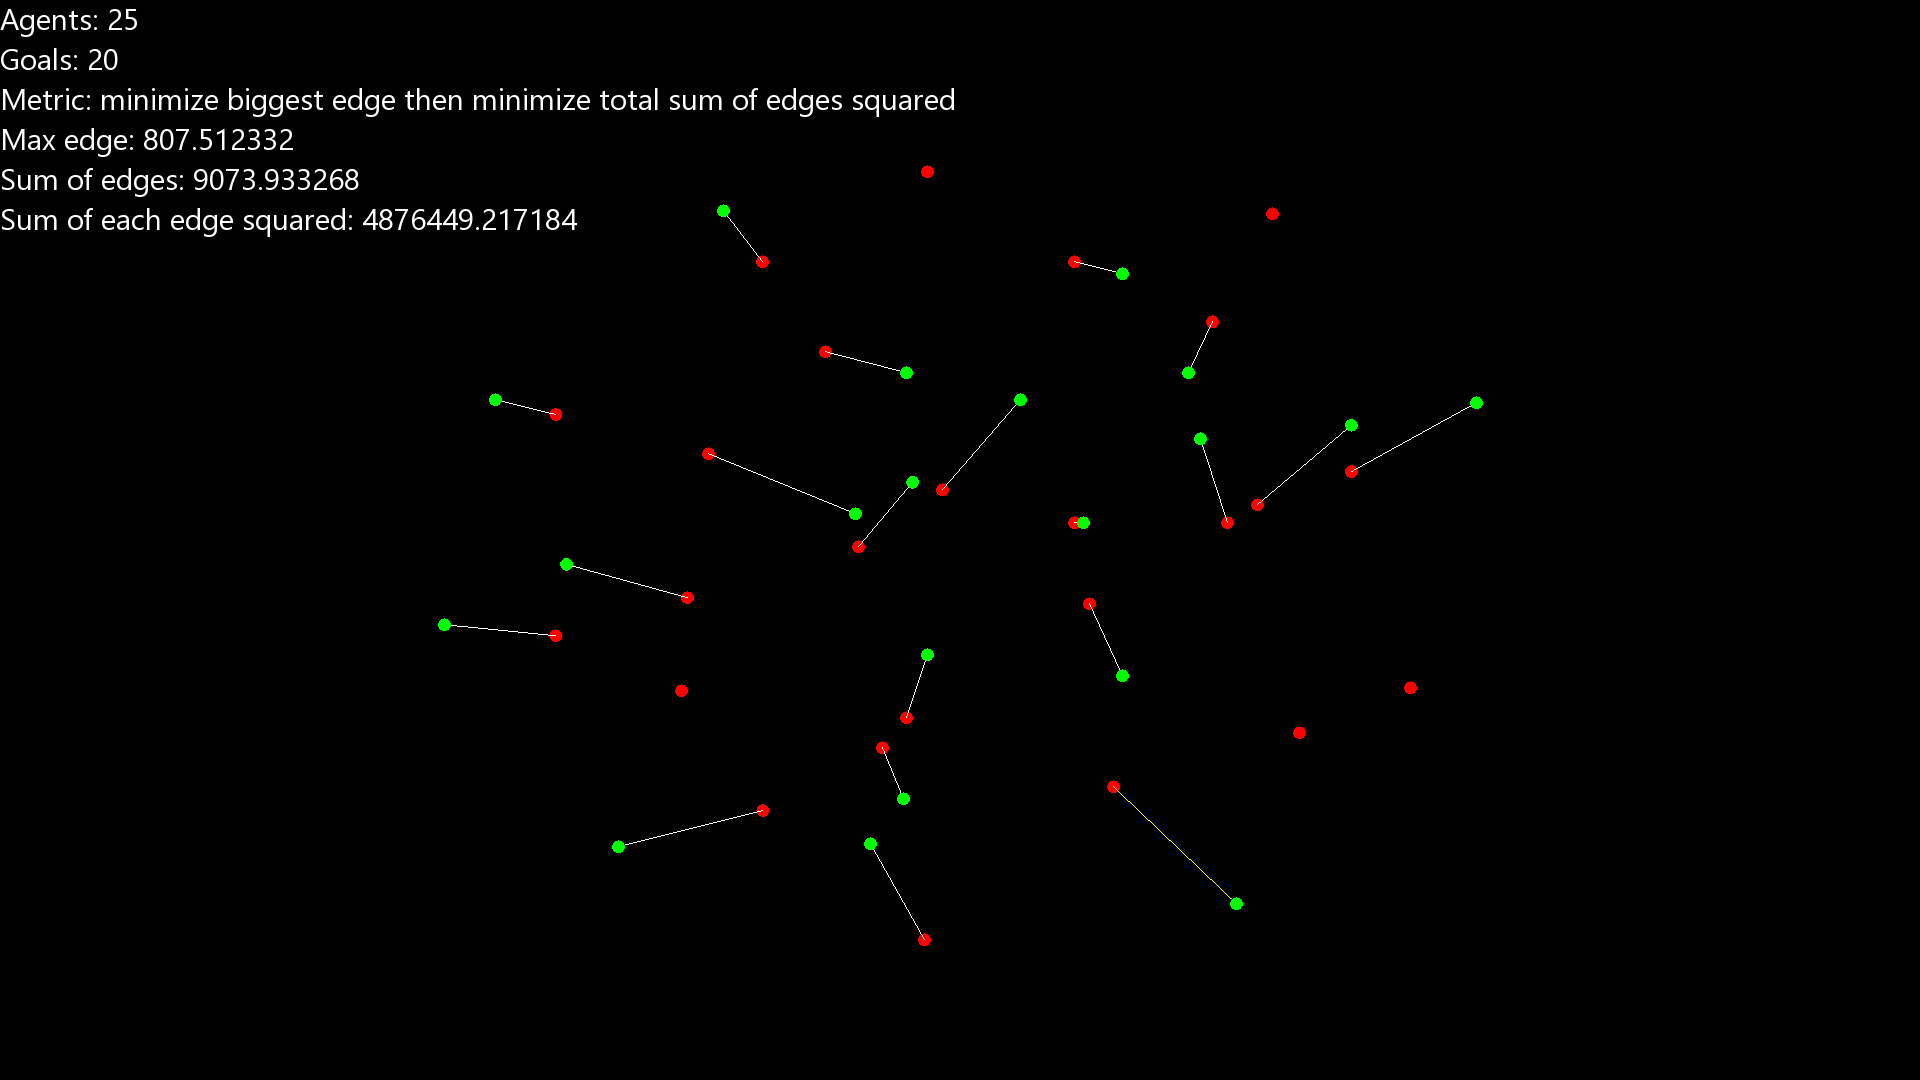 Agents: 25
Goals: 20
Metric: minimize biggest edge then minimize total sum of edges squared
Max edge: 807.512332
Sum of edges: 9073.933268
Sum of each edge squared: 4876449.217184